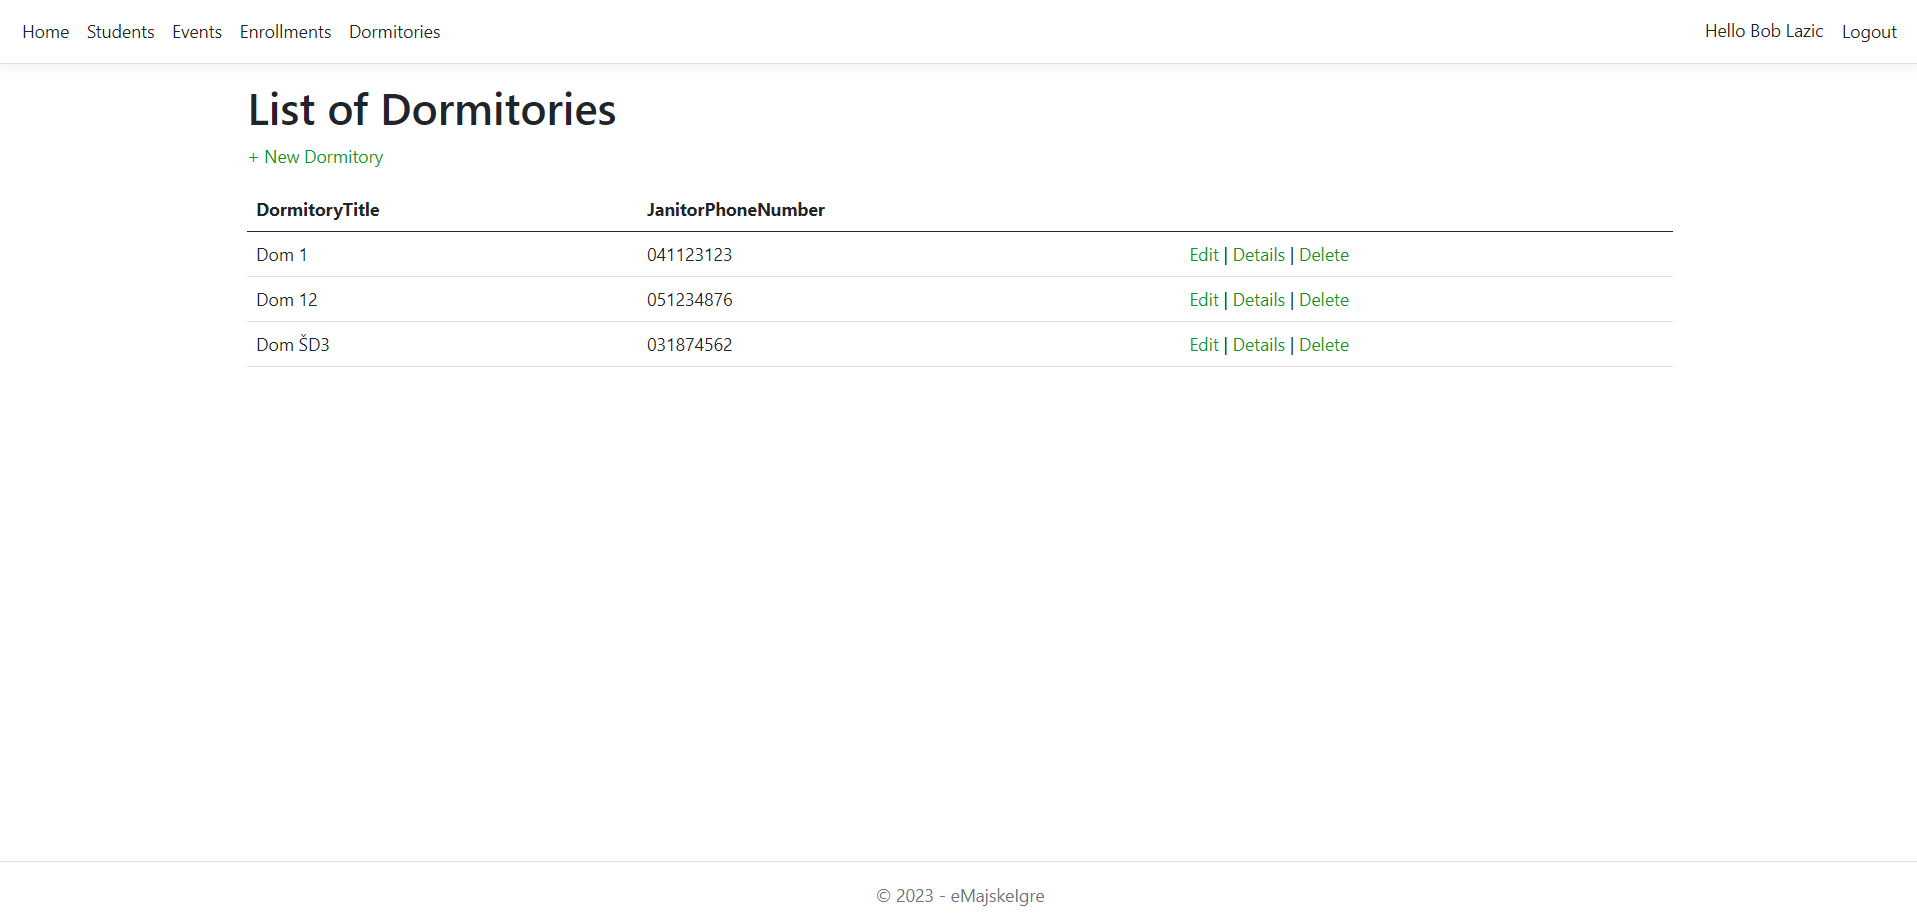 Home Students Events Enrollments Dormitories Hello Bob Lazic Logout
List of Dormitories
+ New Dormitory
DormitoryTitle JanitorPhoneNumber
Dom 1 041123123 Edit | Details | Delete
Dom 12 051234876 Edit | Details | Delete
Dom ŠD3 031874562 Edit | Details | Delete
© 2023 - eMajskeIgre